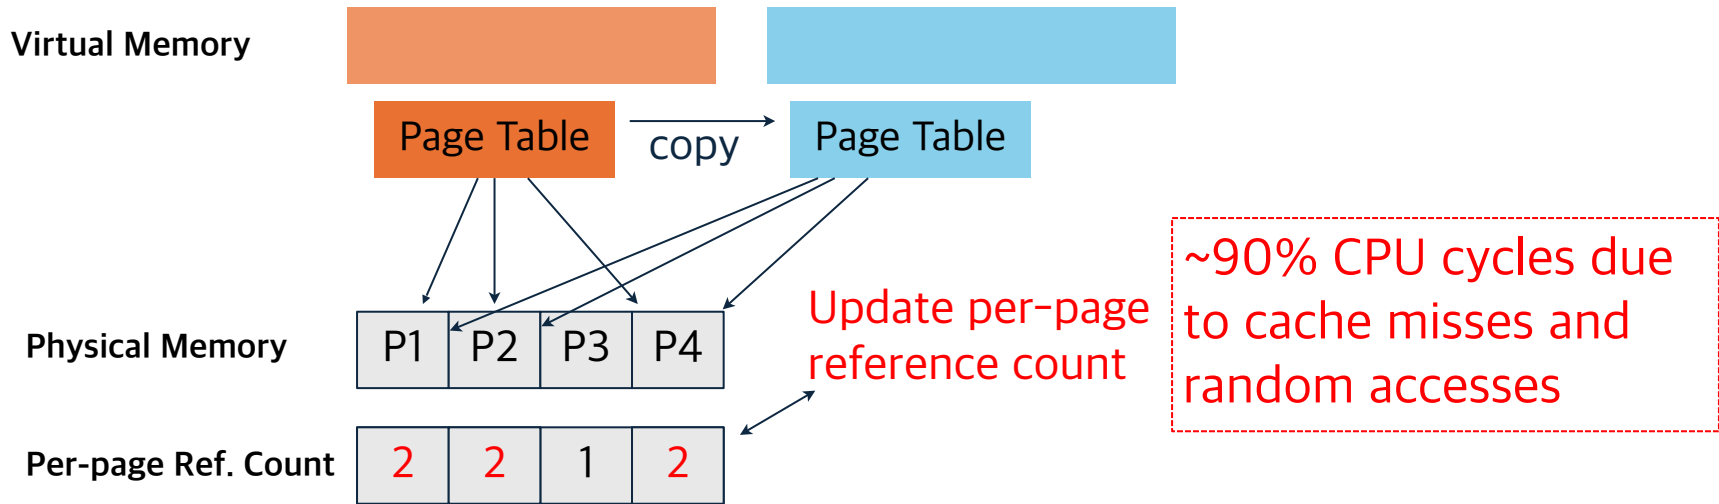 Virtual Memory
Page Table
copy
Page Table
Physical Memory
P1 P2 P3 P4
Update per-page
reference count
~90% CPU cycles due
to cache misses and
random accesses
Per-page Ref. Count
2 2 1 2